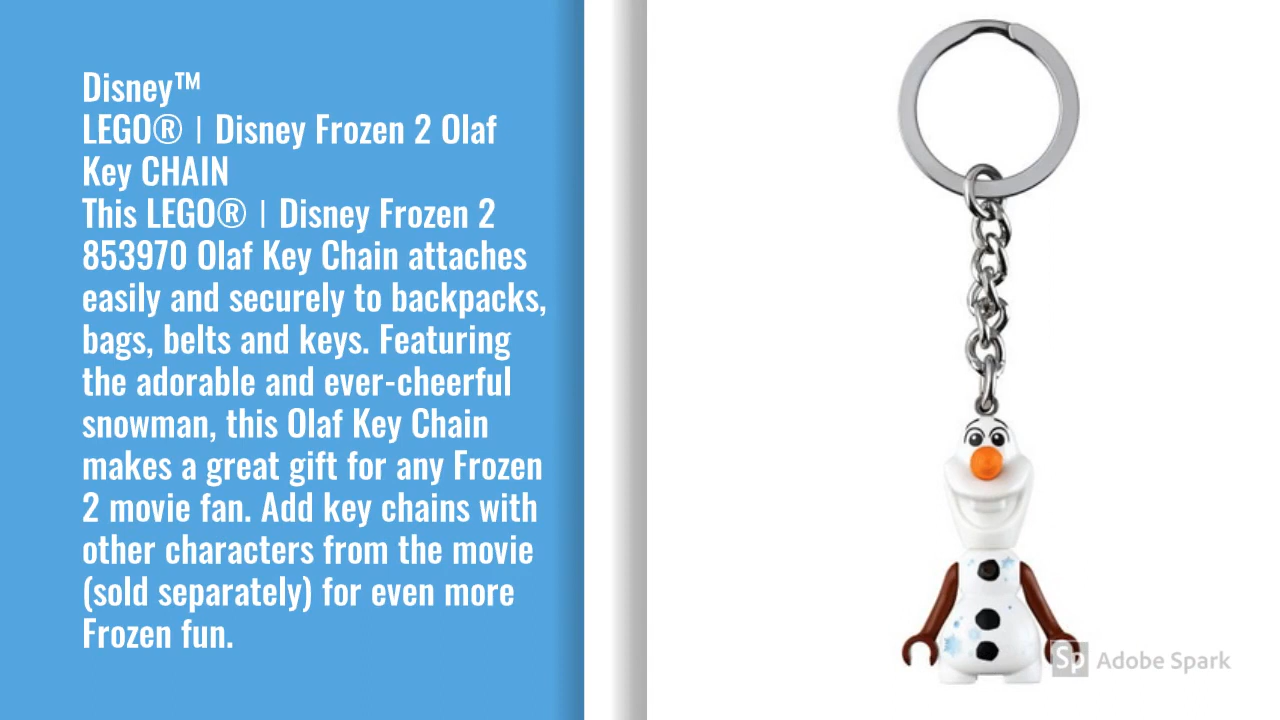 Disney™
LEGO® | Disney Frozen 2 Olaf
Key CHAIN
This LEGO® | Disney Frozen 2
853970 Olaf Key Chain attaches
easily and securely to backpacks,
bags, belts and keys. Featuring
the adorable and ever-cheerful
snowman, this Olaf Key Chain
makes a great gift for any Frozen
2 movie fan. Add key chains with
other characters from the movie
(sold separately) for even more
Frozen fun.
Sp Adobe Spark